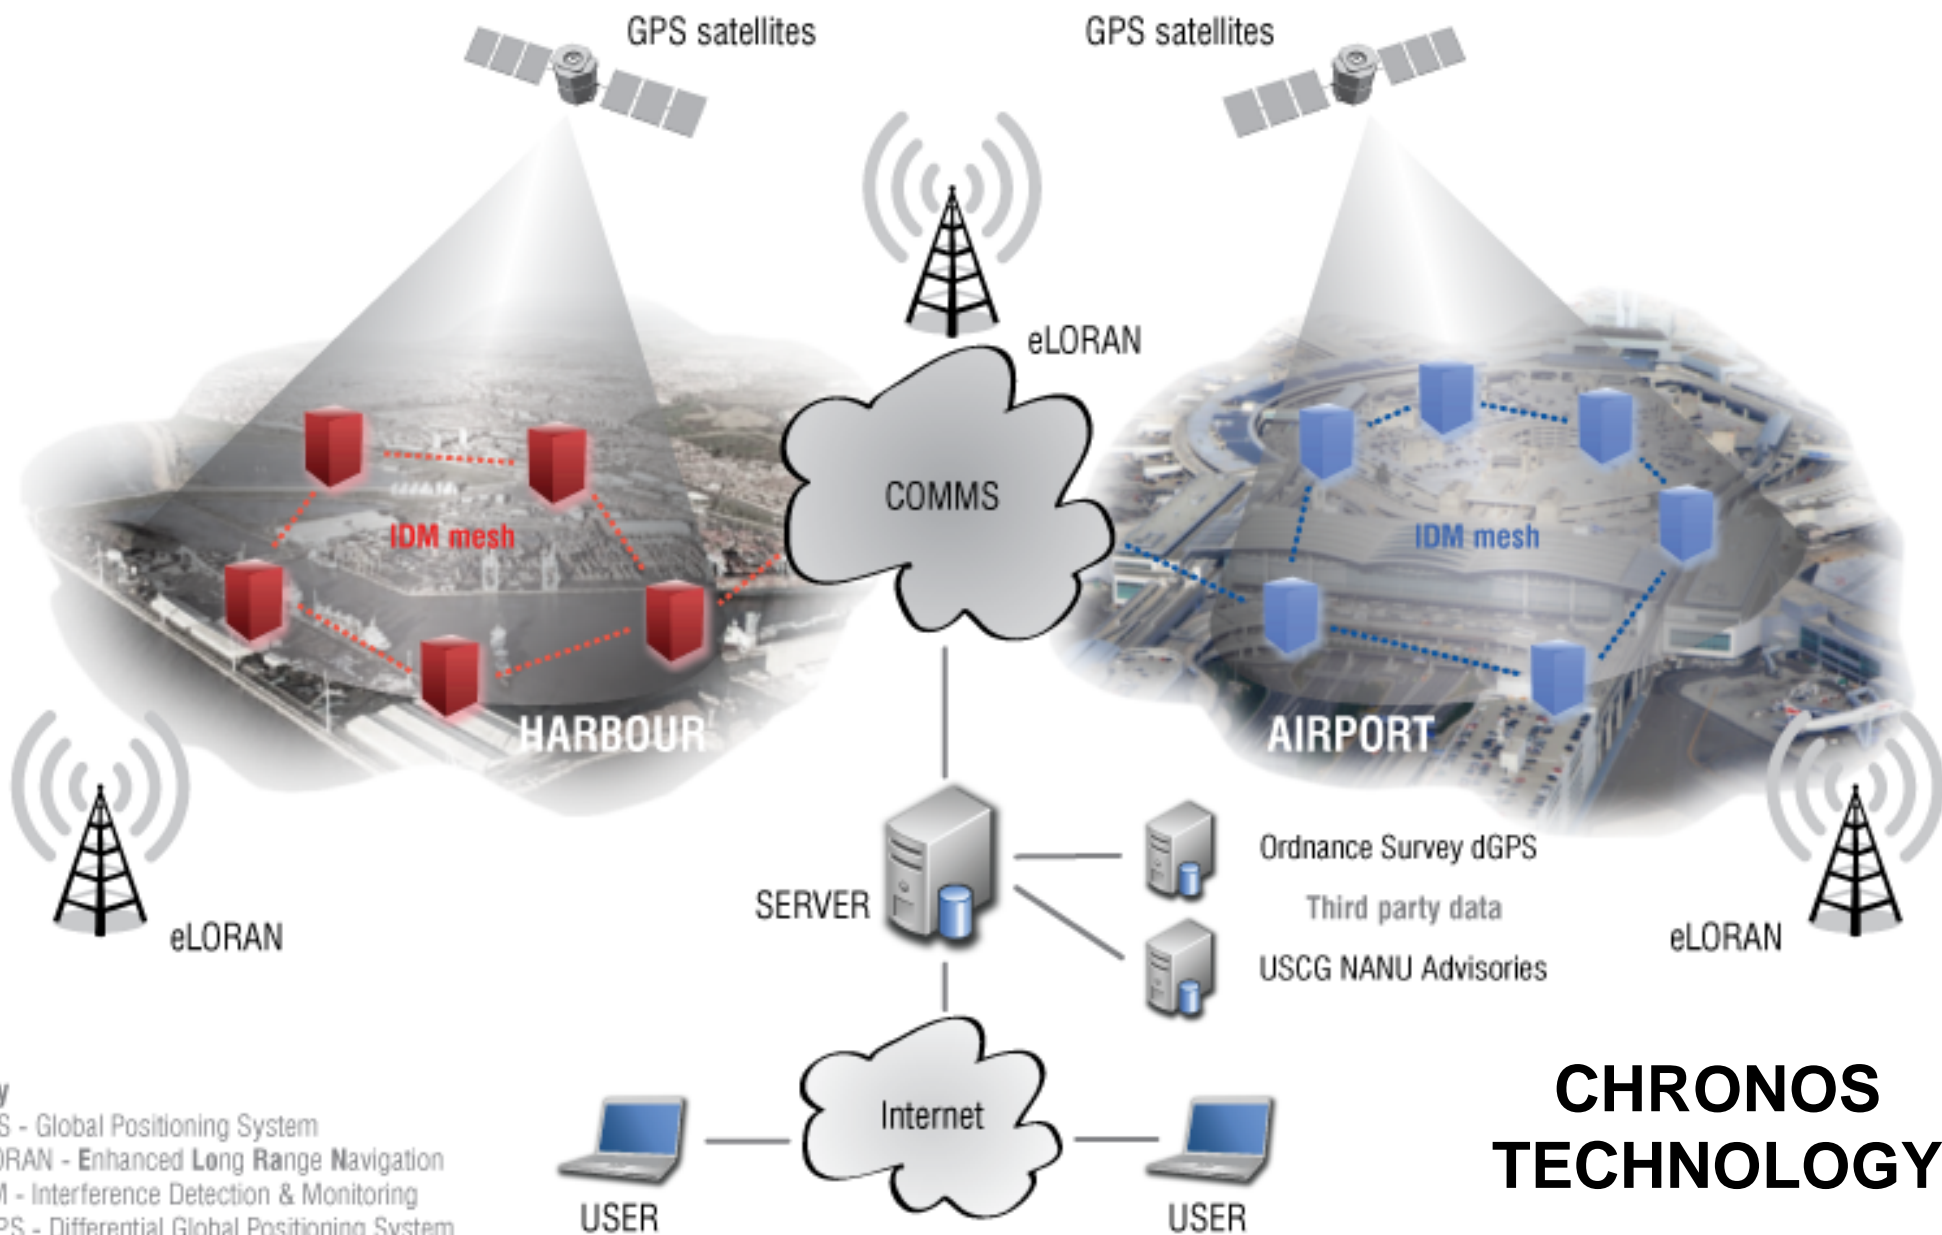 GPS satellites
GPS satellites
eLORAN
COMMS
IDM mesh
IDM mesh
HARBOUR
AIRPORT
eLORAN
SERVER
Ordnance Survey dGPS
Third party data
USCG NANU Advisories
eLORAN
Internet
USER
USER
CHRONOS
TECHNOLOGY
y
S - Global Positioning System
ORAN - Enhanced Long Range Navigation
M - Interference Detection & Monitoring
PS - Differential Global Positioning System